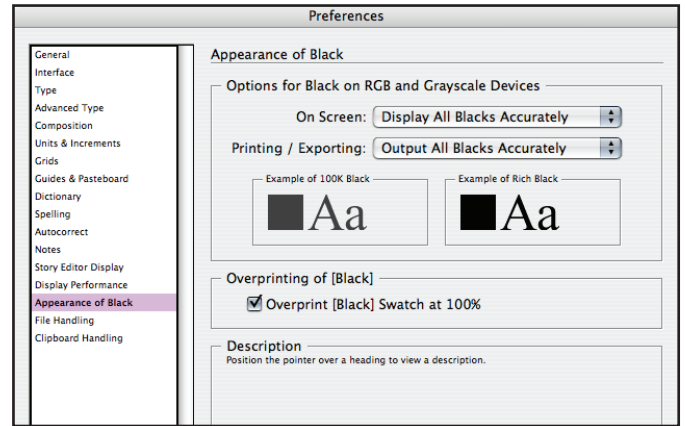 Preferences
General
Interface
Type
Advanced Type
Composition
Units & Increments
Grids
Guides & Pasteboard
Dictionary
Spelling
Autocorrect
Notes
Story Editor Display
Display Performance
Appearance of Black
File Handling
Clipboard Handling
Appearance of Black
Options for Black on RGB and Grayscale Devices
On Screen: Display All Blacks Accurately
Printing / Exporting: Output All Blacks Accurately
Example of 100K Black
Aa
Example of Rich Black
Aa
Overprinting of [Black]
Overprint [Black] Swatch at 100%
Description
Position the pointer over a heading to view a description.